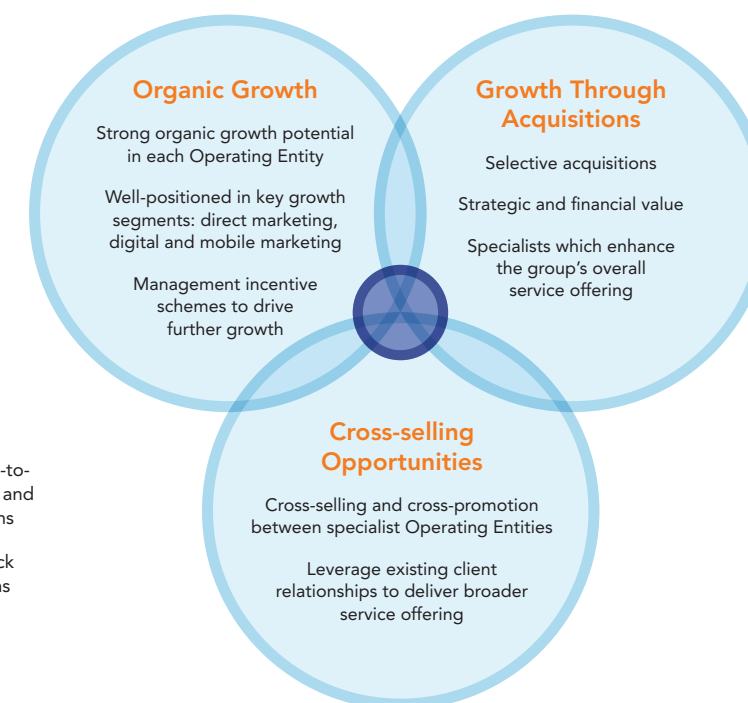 Organic Growth
Strong organic growth potential
in each Operating Entity
Well-positioned in key growth
segments: direct marketing,
digital and mobile marketing
Management incentive
schemes to drive
further growth
Growth Through
Acquisitions
Selective acquisitions
Strategic and financial value
Specialists which enhance
the group's overall
service offering
Cross-selling
Opportunities
Cross-selling and cross-promotion
between specialist Operating Entities
Leverage existing client
relationships to deliver broader
service offering
-to-
and